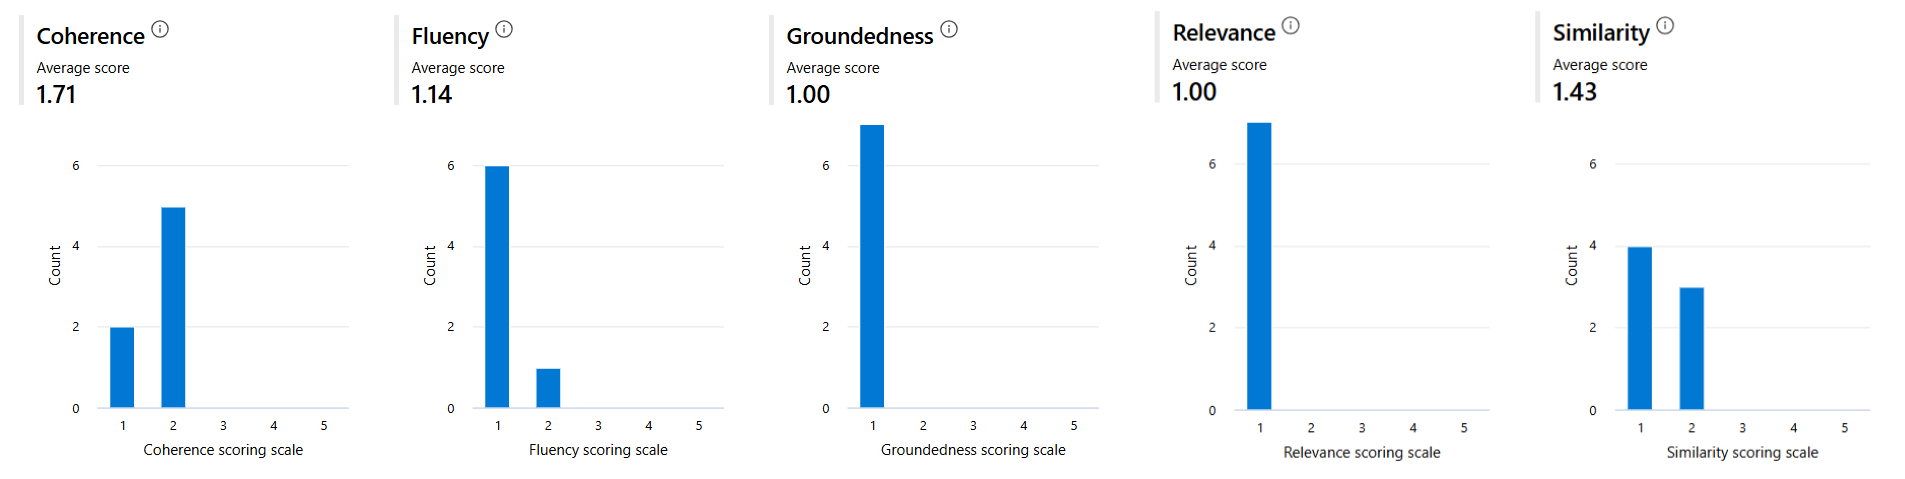 Coherence
Average score
1.71
6
4
2
0
Count
1 2 3 4 5
Coherence scoring scale
Fluency
Average score
1.14
6
4
2
0
Count
1 2 3 4 5
Fluency scoring scale
Groundedness
Average score
1.00
6
4
2
0
Count
1 2 3 4 5
Groundedness scoring scale
Relevance
Average score
1.00
6
4
2
0
Count
1 2 3 4 5
Relevance scoring scale
Similarity
Average score
1.43
6
4
2
0
Count
1 2 3 4 5
Similarity scoring scale